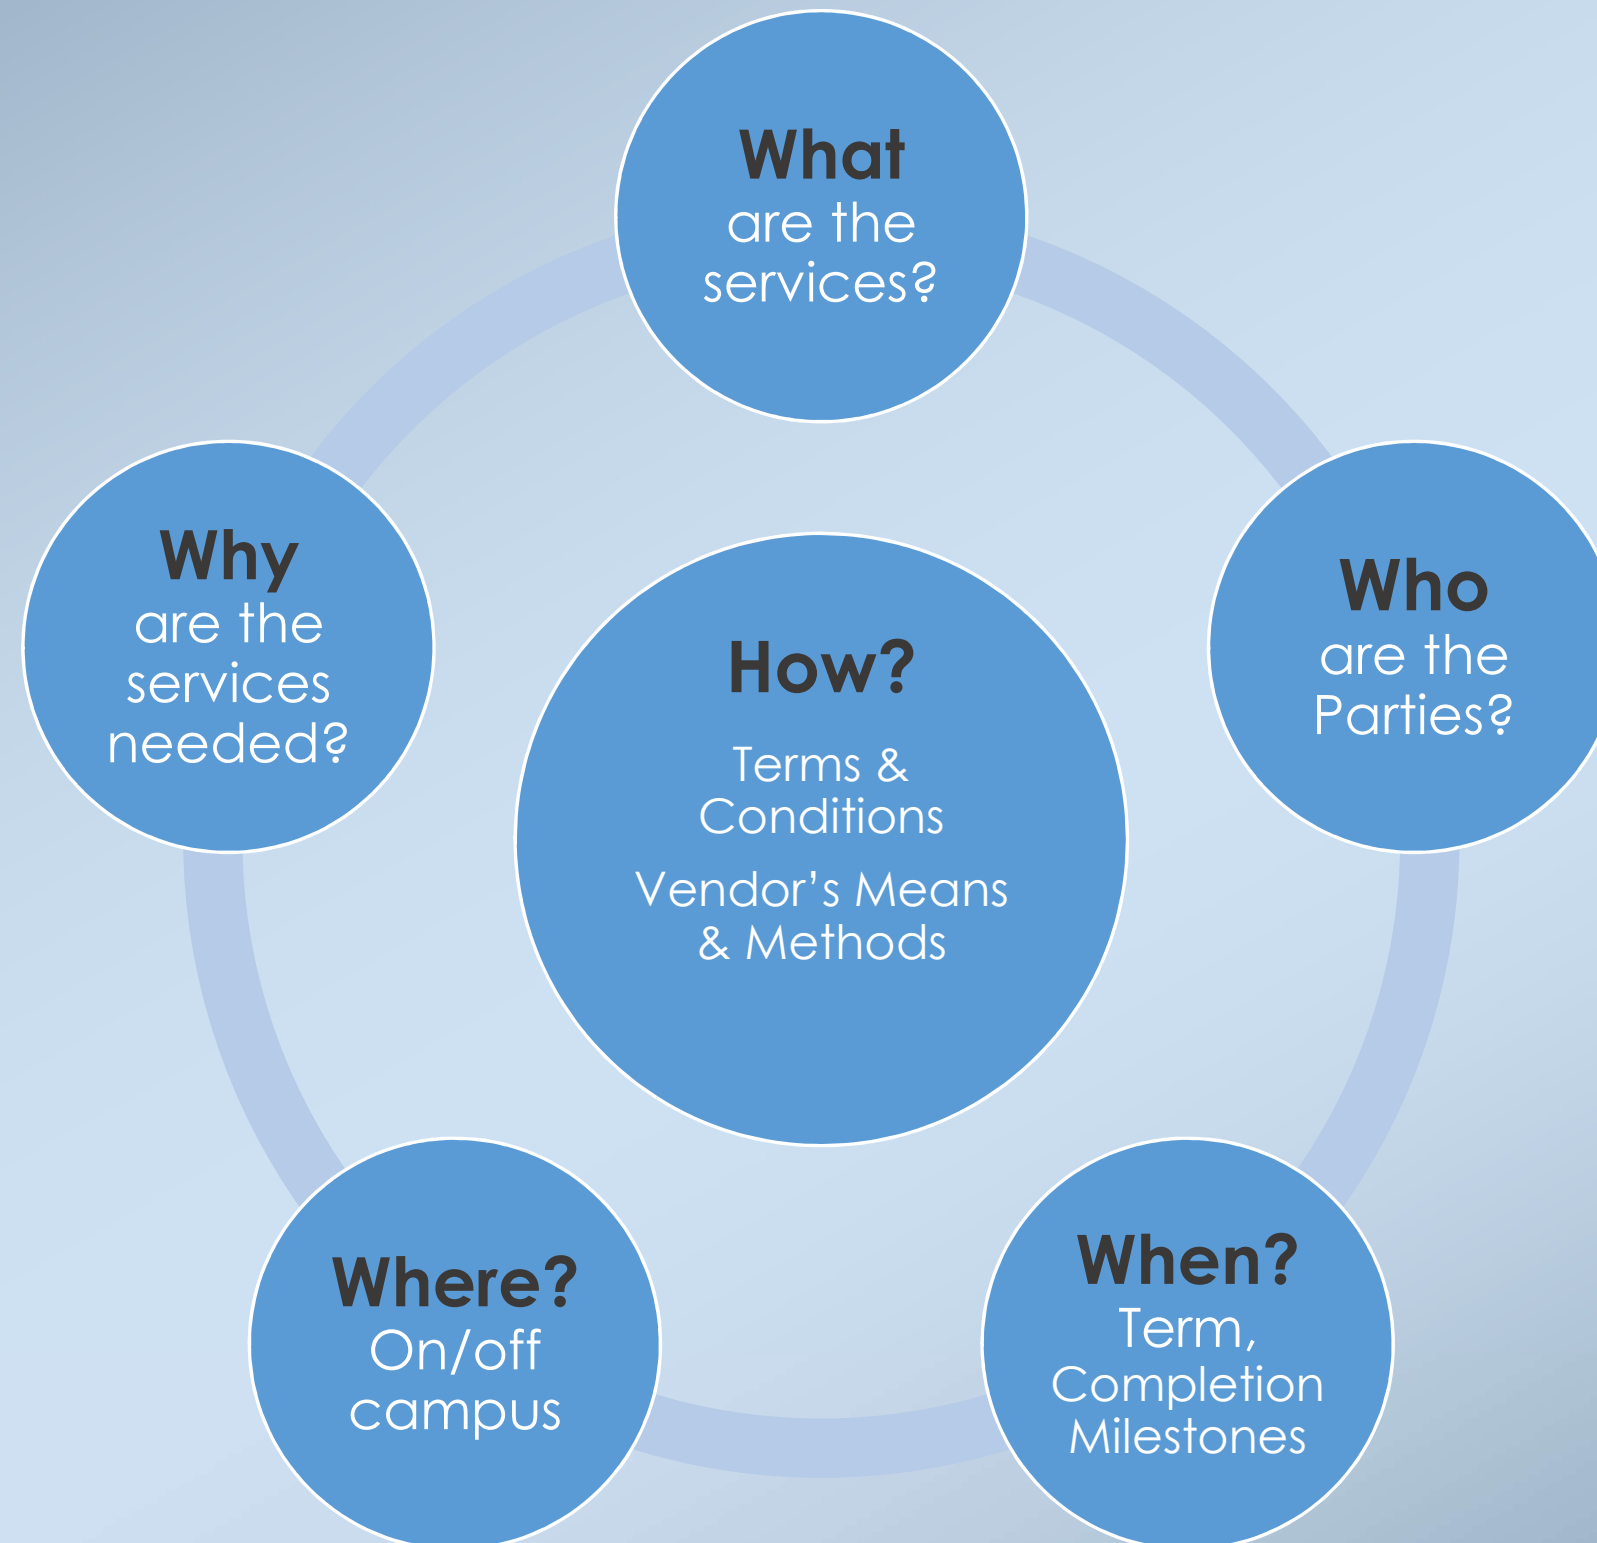 What
are the
services?
Why
are the
services
needed?
Who
are the
Parties?
How?
Terms &
Conditions
Vendor’s Means
& Methods
Where?
On/off
campus
When?
Term,
Completion
Milestones